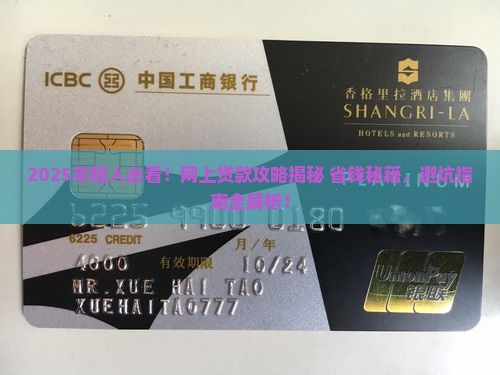 ICBC 中国工商银行
香格里拉酒店集團
SHANGRI-LA
HOTELS and RESORTS
2025年人必看！网上贷款攻略揭秘 省钱秘籍，避坑指
南全解析！
PLATINUM
6225 CREDIT
月/年
4000 有效期限 10/24
MR.XUE HAI TAO
XUEHAITAO777
UnionPay
银联